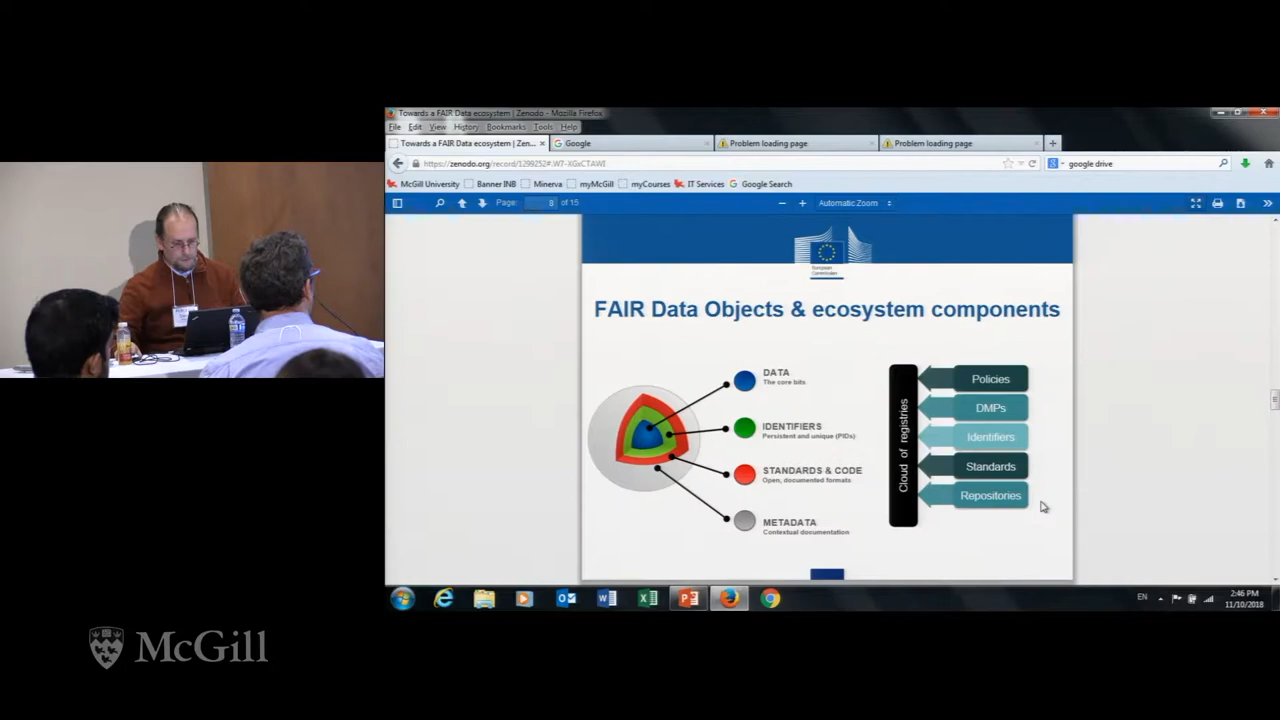 Towards a FAIR Data ecosystem | Zenodo - Mozilla Firefox
File Edit View History Bookmarks Tools Help
Towards a FAIR Data ecosystem | Zen...
Google
Problem loading page
Problem loading page
https://zenodo.org/record/1299252#.W7-XGxCTAWI
google drive
McGill University
Banner INB
Minerva
myMcGill
myCourses
IT Services
Google Search
Page: 8 of 15
Automatic Zoom
European
Commission
FAIR Data Objects & ecosystem components
DATA
The core bits
IDENTIFIERS
Persistent and unique (PIDs)
STANDARDS & CODE
Open, documented formats
METADATA
Contextual documentation
Cloud of registries
Policies
DMPs
Identifiers
Standards
Repositories
EN
2:46 PM
11/10/2018
McGill